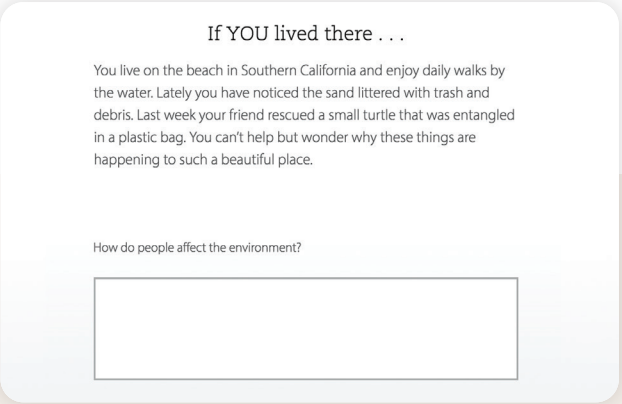 If YOU lived there . . .
You live on the beach in Southern California and enjoy daily walks by
the water. Lately you have noticed the sand littered with trash and
debris. Last week your friend rescued a small turtle that was entangled
in a plastic bag. You can’t help but wonder why these things are
happening to such a beautiful place.
How do people affect the environment?